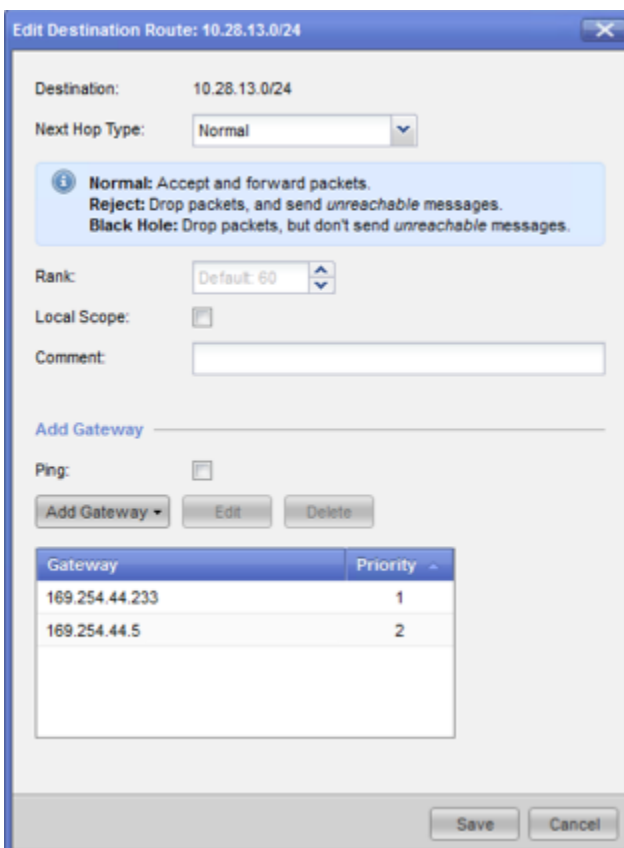 Edit Destination Route: 10.28.13.0/24
Destination: 10.28.13.0/24
Next Hop Type: Normal
Normal: Accept and forward packets.
Reject: Drop packets, and send unreachable messages.
Black Hole: Drop packets, but don't send unreachable messages.
Rank: Default: 60
Local Scope:
Comment:
Add Gateway
Ping:
Add Gateway Edit Delete
Gateway Priority
169.254.44.233 1
169.254.44.5 2
Save Cancel